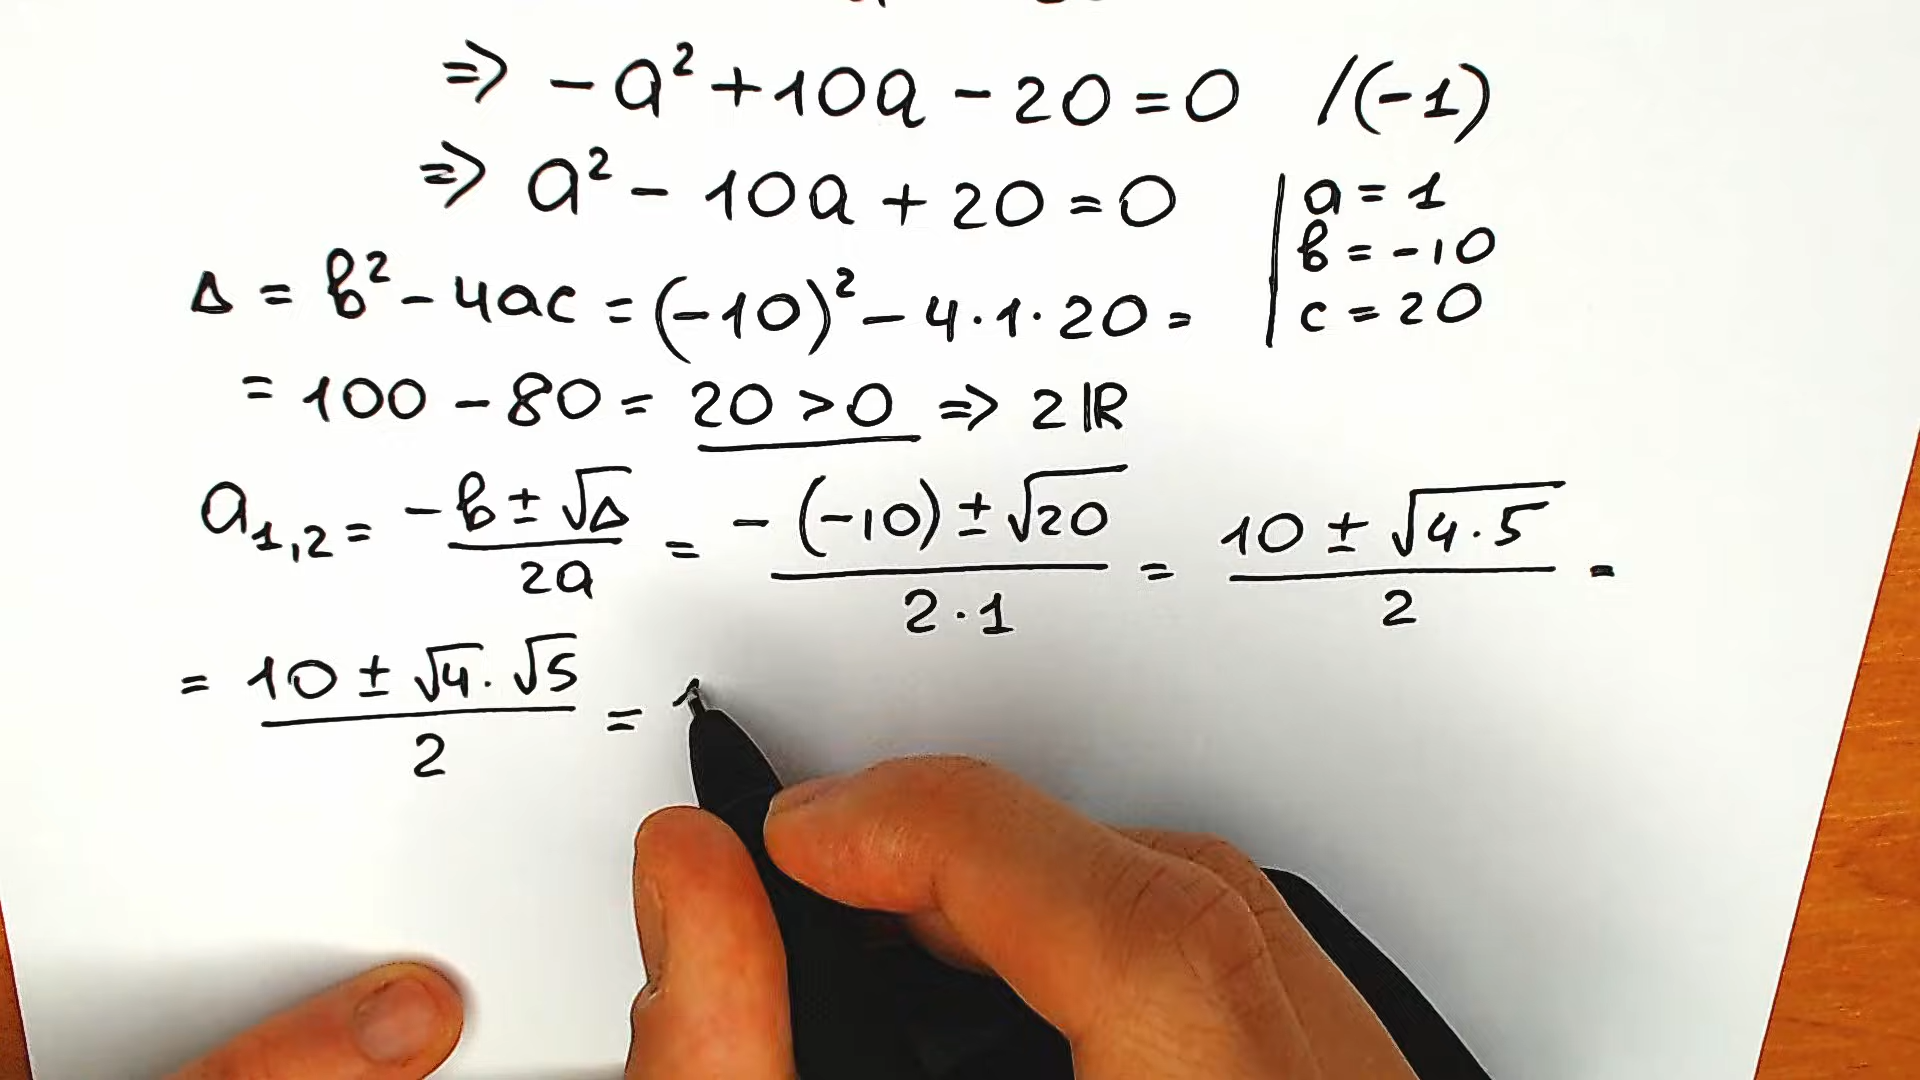 ⇒ -a² + 10a - 20 = 0 /(-1)
⇒ a² - 10a + 20 = 0
a = 1
b = -10
c = 20
Δ = b² - 4ac = (-10)² - 4·1·20 =
= 100 - 80 = 20 > 0 ⇒ 2 ℝ
a₁,₂ = (-b ± √Δ)/(2a) = (-(-10) ± √20)/(2·1) = (10 ± √(4·5))/2 =
= (10 ± √4·√5)/2 =